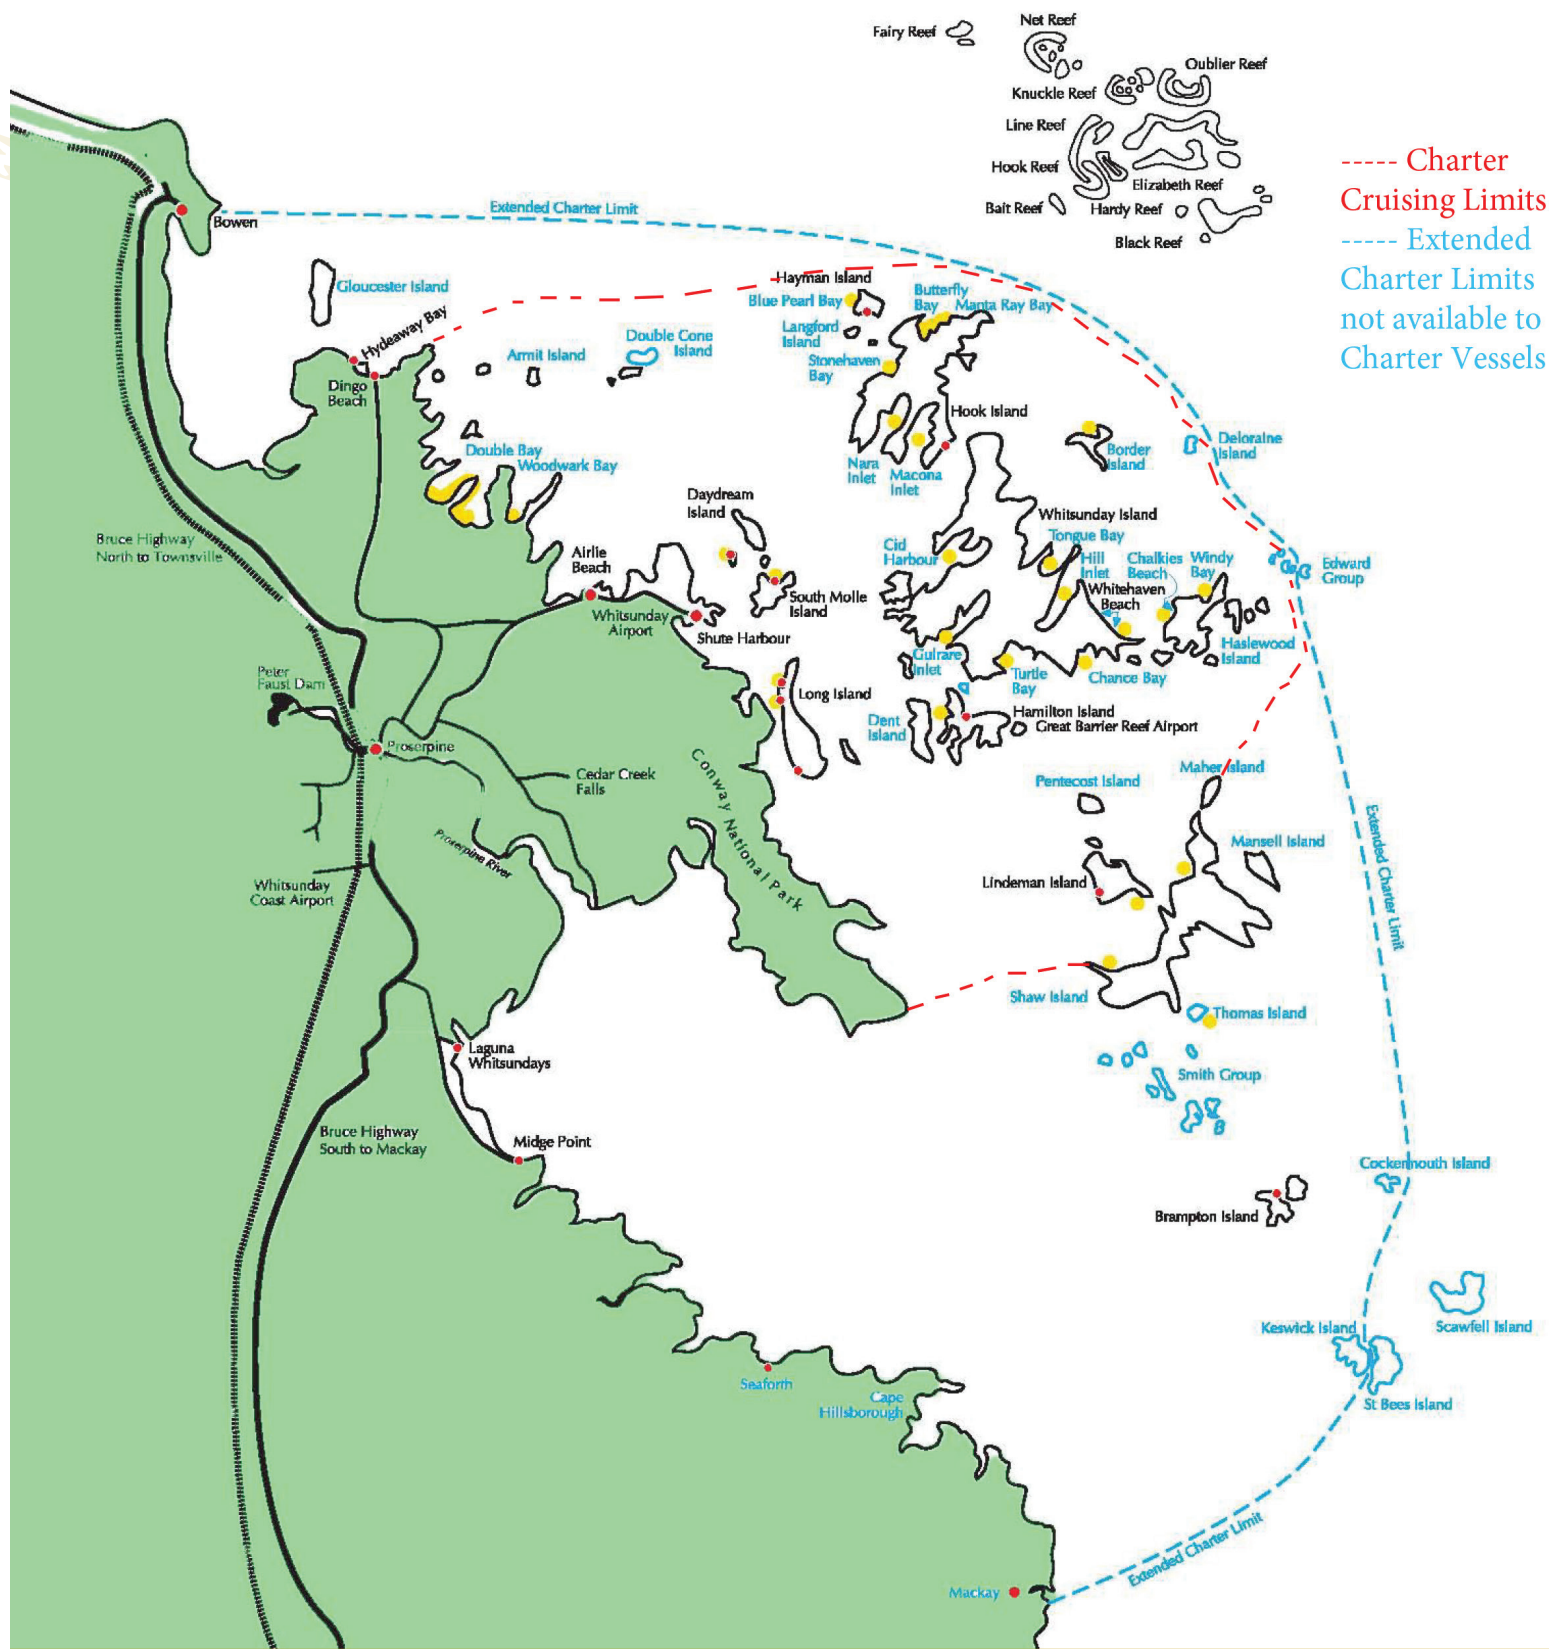 Fairy Reef
Net Reef
Oublier Reef
Knuckle Reef
Line Reef
Hook Reef
Elizabeth Reef
Bait Reef
Hardy Reef
Black Reef
----- Charter
Cruising Limits
----- Extended
Charter Limits
not available to
Charter Vessels
Bowen
Extended Charter Limit
Gloucester Island
Hydeaway Bay
Dingo
Beach
Armit Island
Double Cone
Island
Hayman Island
Blue Pearl Bay
Langford
Island
Stonehaven
Bay
Butterfly
Bay
Manta Ray Bay
Hook Island
Nara
Inlet
Macona
Inlet
Border
Island
Deloraine
Island
Double Bay
Woodwark Bay
Daydream
Island
Whitsunday Island
Tongue Bay
Cid
Harbour
Hill
Inlet
Chalkies
Beach
Windy
Bay
Whitehaven
Beach
Edward
Group
Bruce Highway
North to Townsville
Airlie
Beach
Whitsunday
Airport
Shute Harbour
South Molle
Island
Haslewood
Island
Gulnare
Inlet
Turtle
Bay
Chance Bay
Peter
Faust Dam
Long Island
Dent
Island
Hamilton Island
Great Barrier Reef Airport
Proserpine
Cedar Creek
Falls
Conway National Park
Pentecost Island
Maher Island
Mansell Island
Extended Charter Limit
Proserpine River
Lindeman Island
Whitsunday
Coast Airport
Shaw Island
Thomas Island
Smith Group
Laguna
Whitsundays
Bruce Highway
South to Mackay
Midge Point
Cockermouth Island
Brampton Island
Keswick Island
Scawfell Island
St Bees Island
Seaforth
Cape
Hillsborough
Extended Charter Limit
Mackay